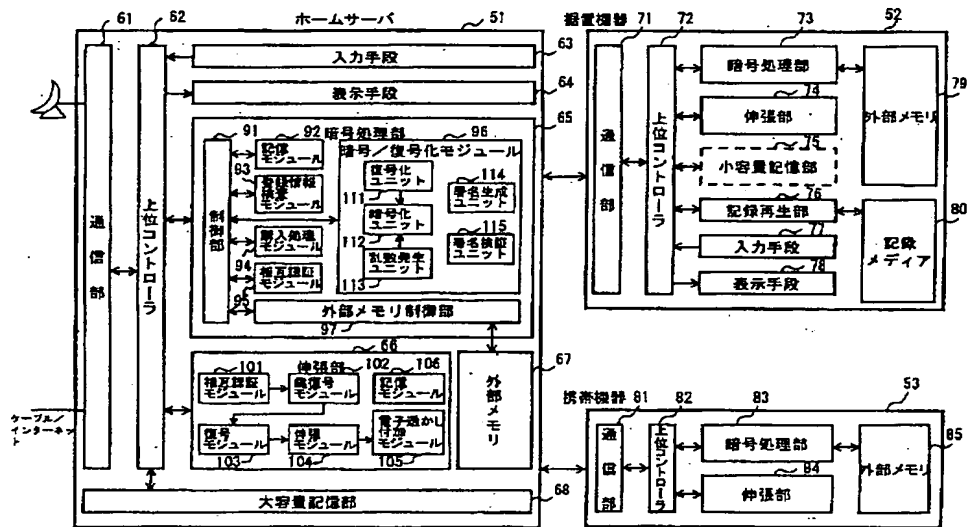 ホームサーバ
51
61
62
63
入力手段
64
表示手段
65
暗号処理部
91
92
記憶
モジュール
93
登録情報
検査
モジュール
購入処理
モジュール
94
相互認証
モジュール
95
制御部
96
暗号/復号化モジュール
復号化
ユニット
111
暗号化
ユニット
112
乱数発生
ユニット
113
114
署名生成
ユニット
115
署名検証
ユニット
外部メモリ制御部
97
通信部
上位コントローラ
66
伸張部
101
相互認証
モジュール
102
鍵復号
モジュール
106
記憶
モジュール
復号
モジュール
103
伸張
モジュール
104
電子透かし
付加
モジュール
105
67
外部メモリ
大容量記憶部
68
ケーブル/
インターネッ
ト
据置機器
52
71
通信部
72
上位コントローラ
73
暗号処理部
74
伸張部
75
小容量記憶部
76
記録再生部
77
入力手段
78
表示手段
79
外部メモリ
80
記録
メディア
携帯機器
53
81
通信部
82
上位コントローラ
83
暗号処理部
84
伸張部
85
外部メモリ